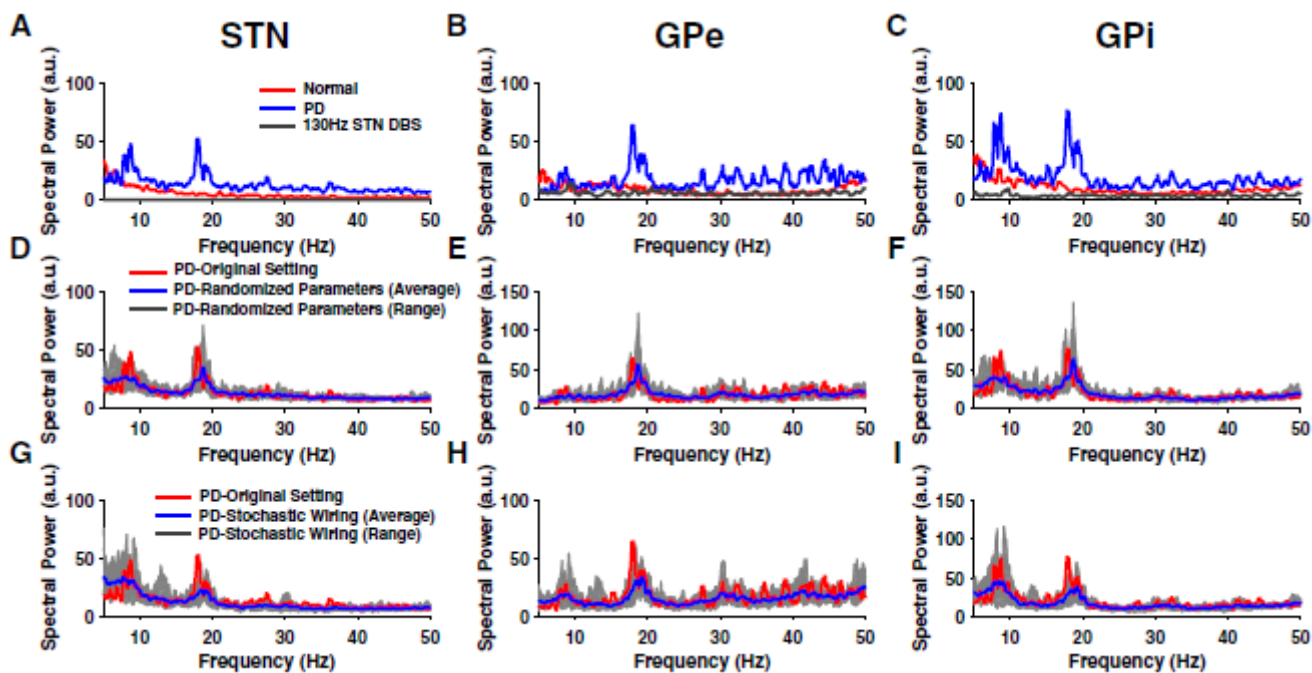 A STN B GPe C GPi
Spectral Power (a.u.) Spectral Power (a.u.) Spectral Power (a.u.)
100 100 100
Normal
PD
130Hz STN DBS
50 50 50
0 0 0
10 20 30 40 50 10 20 30 40 50 10 20 30 40 50
Frequency (Hz) Frequency (Hz) Frequency (Hz)
D E F
Spectral Power (a.u.) Spectral Power (a.u.) Spectral Power (a.u.)
PD-Original Setting
PD-Randomized Parameters (Average)
PD-Randomized Parameters (Range)
100 150 150
100 100
50 50 50
0 0 0
10 20 30 40 50 10 20 30 40 50 10 20 30 40 50
Frequency (Hz) Frequency (Hz) Frequency (Hz)
G H I
Spectral Power (a.u.) Spectral Power (a.u.) Spectral Power (a.u.)
PD-Original Setting
PD-Stochastic Wiring (Average)
PD-Stochastic Wiring (Range)
100 100 150
100
50 50 50
0 0 0
10 20 30 40 50 10 20 30 40 50 10 20 30 40 50
Frequency (Hz) Frequency (Hz) Frequency (Hz)